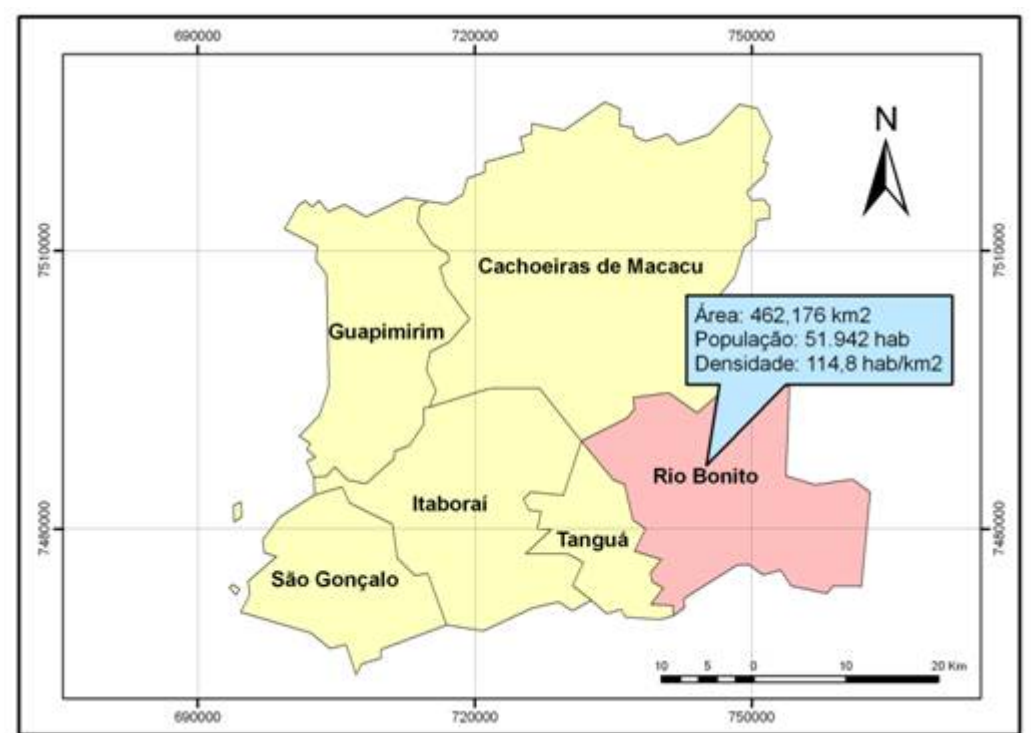 690000
720000
750000
N
7510000
7510000
Cachoeiras de Macacu
Área: 462,176 km2
População: 51.942 hab
Densidade: 114,8 hab/km2
Guapimirim
Rio Bonito
Itaboraí
7480000
7480000
Tanguá
São Gonçalo
10 5 0 10 20 Km
690000
720000
750000